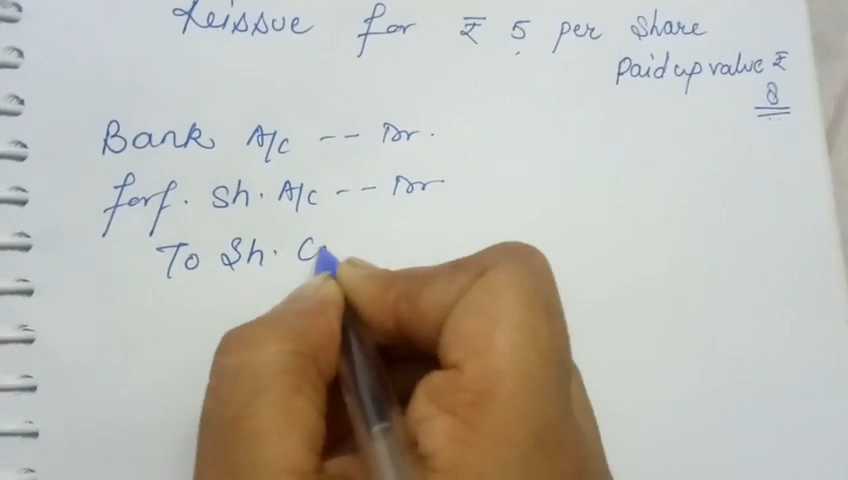 Reissue for ₹ 5 per share
paid up value ₹
8
Bank A/c -- Dr.
forf. Sh. A/c -- Dr
To Sh. C